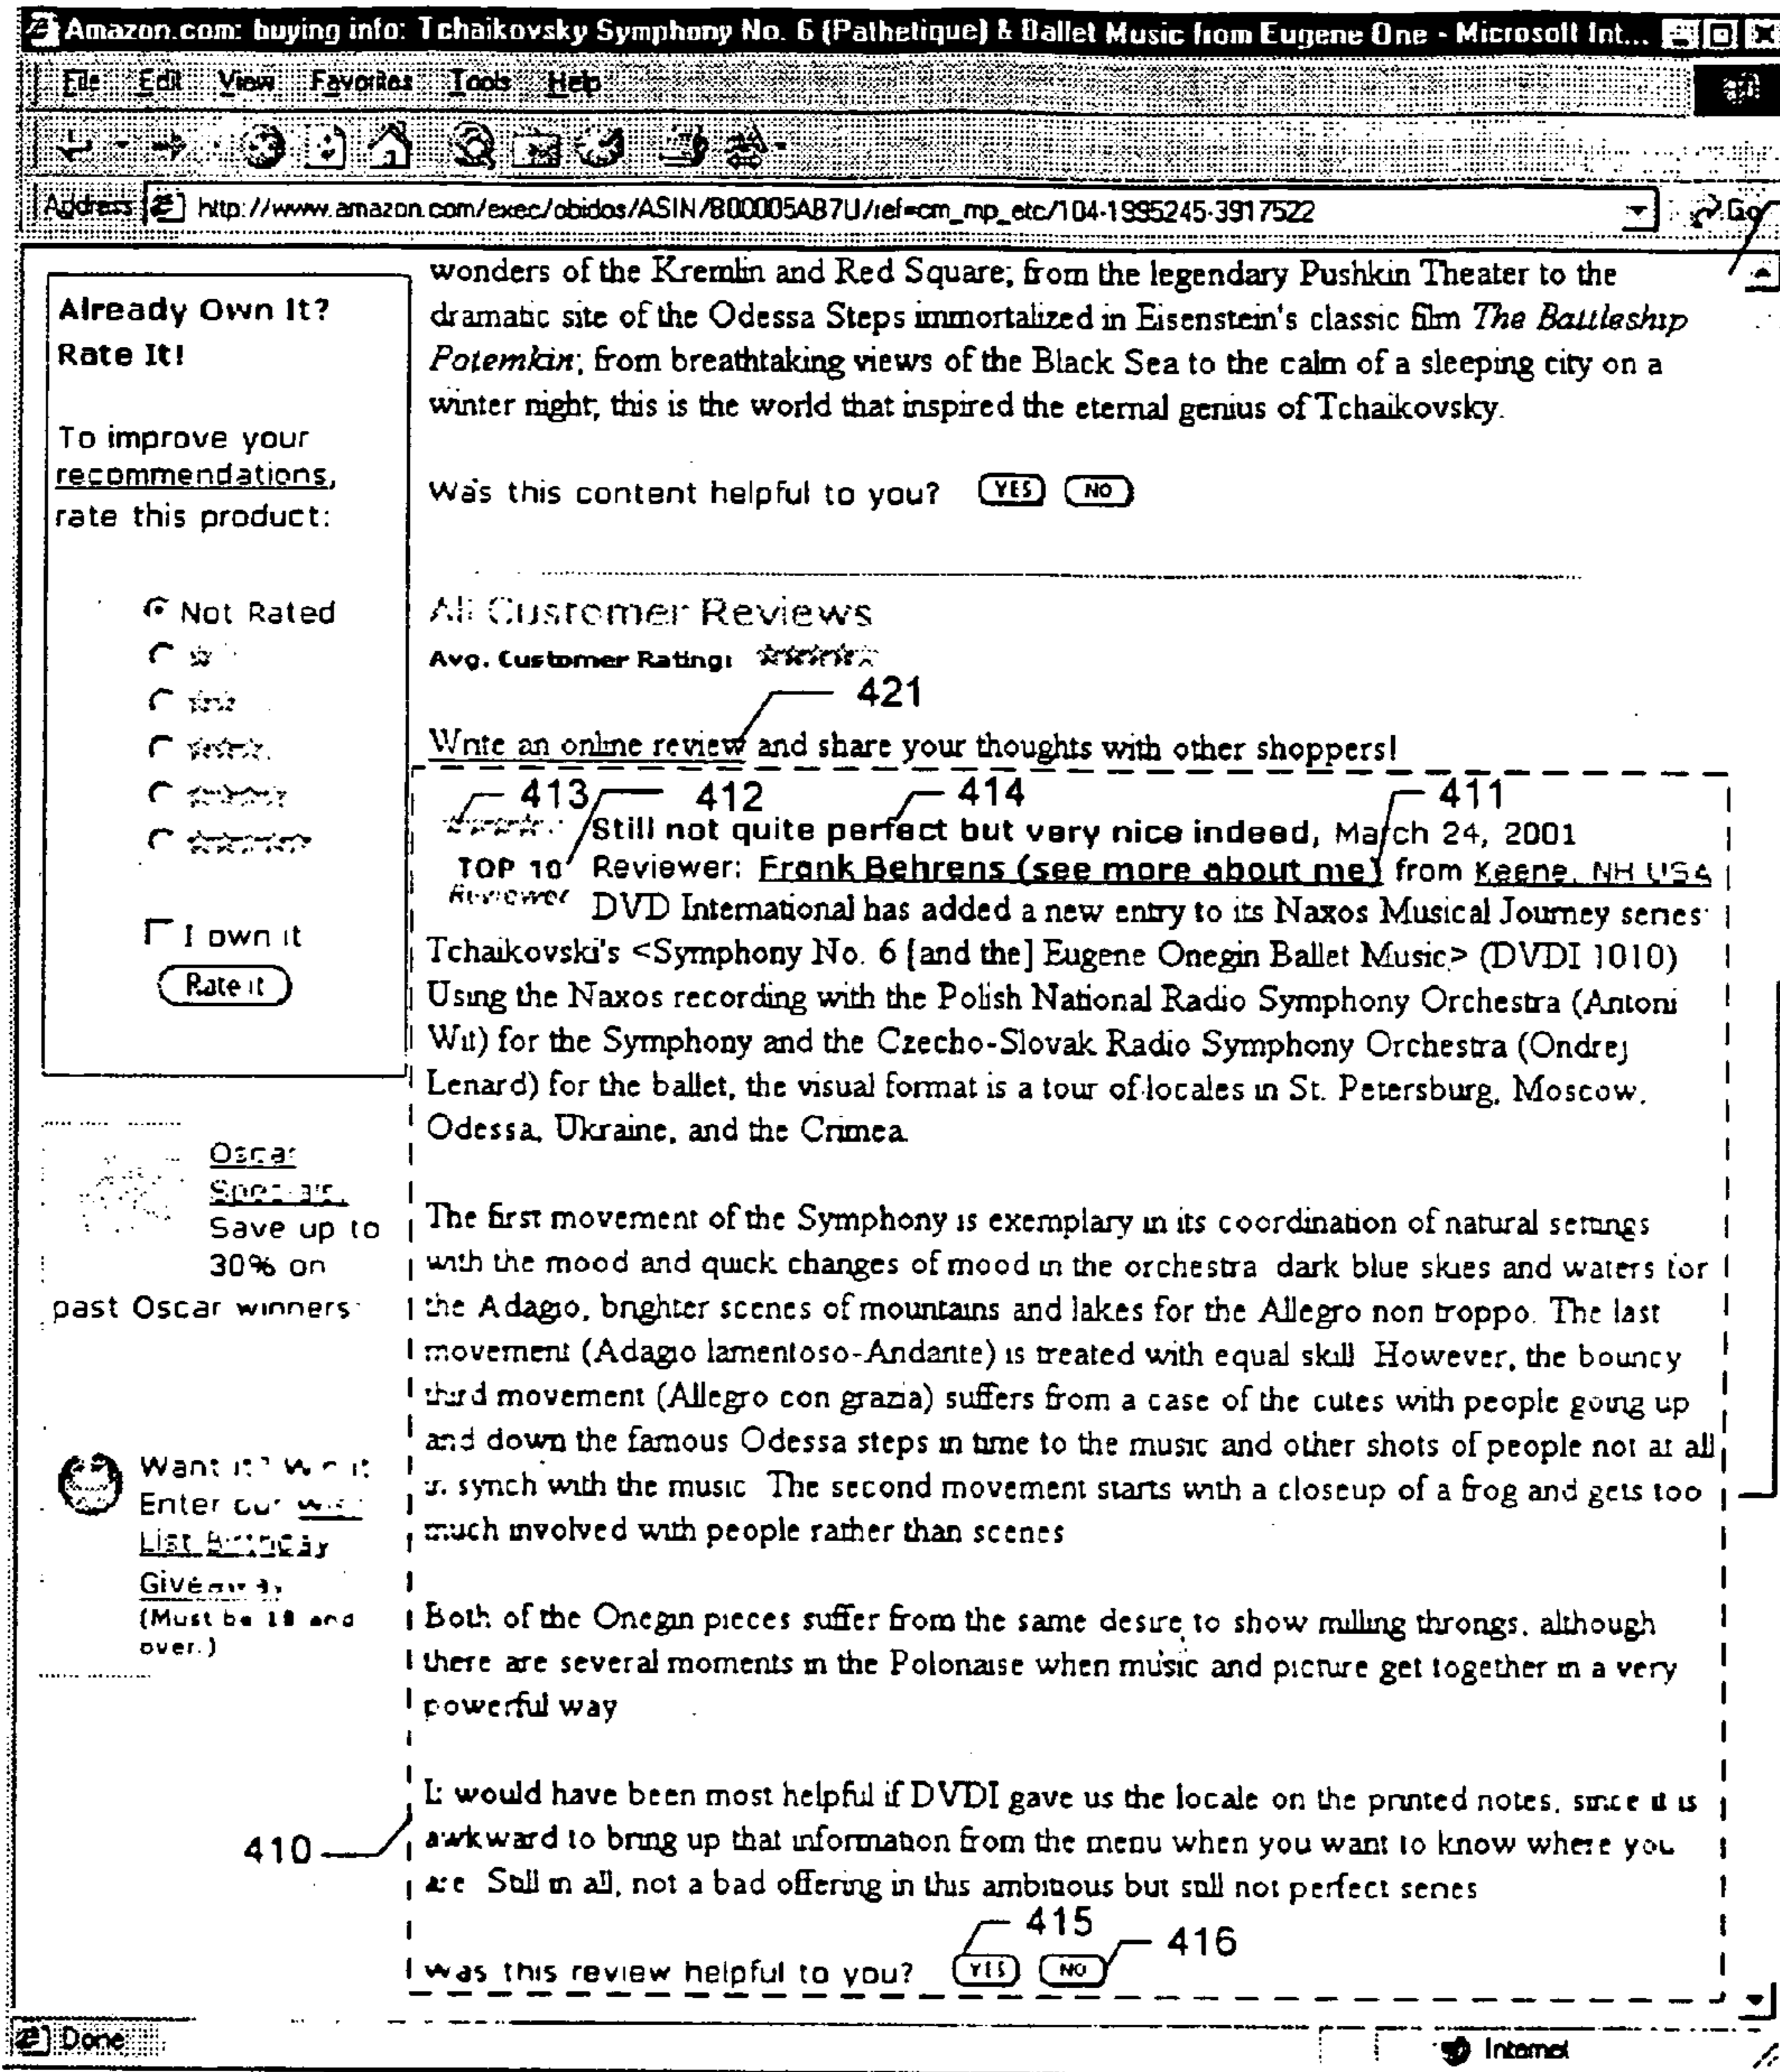 Amazon.com: buying info: Tchaikovsky Symphony No. 6 (Pathetique) & Ballet Music from Eugene One - Microsoft Int...
File Edit View Favorites Tools Help
Address http://www.amazon.com/exec/obidos/ASIN/B00005AB7U/ref=cm_mp_etc/104-1995245-3917522 Go
Already Own It?
Rate It!
To improve your
recommendations,
rate this product:
Not Rated
I own it
Rate it
Oscar
Specials
Save up to
30% on
past Oscar winners
Want it? Win it
Enter our Wish
List Birthday
Giveaway
(Must be 18 and
over.)
wonders of the Kremlin and Red Square; from the legendary Pushkin Theater to the
dramatic site of the Odessa Steps immortalized in Eisenstein's classic film The Battleship
Potemkin; from breathtaking views of the Black Sea to the calm of a sleeping city on a
winter night; this is the world that inspired the eternal genius of Tchaikovsky.
Was this content helpful to you? YES NO
All Customer Reviews
Avg. Customer Rating:
421
Write an online review and share your thoughts with other shoppers!
413 412 414 411
Still not quite perfect but very nice indeed, March 24, 2001
TOP 10 Reviewer: Frank Behrens (see more about me) from Keene, NH USA
Reviewer DVD International has added a new entry to its Naxos Musical Journey series
Tchaikovski's <Symphony No. 6 [and the] Eugene Onegin Ballet Music> (DVDI 1010)
Using the Naxos recording with the Polish National Radio Symphony Orchestra (Antoni
Wit) for the Symphony and the Czecho-Slovak Radio Symphony Orchestra (Ondrej
Lenard) for the ballet, the visual format is a tour of locales in St. Petersburg, Moscow,
Odessa, Ukraine, and the Crimea.
The first movement of the Symphony is exemplary in its coordination of natural settings
with the mood and quick changes of mood in the orchestra dark blue skies and waters for
the Adagio, brighter scenes of mountains and lakes for the Allegro non troppo. The last
movement (Adagio lamentoso-Andante) is treated with equal skill However, the bouncy
third movement (Allegro con grazia) suffers from a case of the cutes with people going up
and down the famous Odessa steps in time to the music and other shots of people not at all
in synch with the music The second movement starts with a closeup of a frog and gets too
much involved with people rather than scenes
Both of the Onegin pieces suffer from the same desire to show milling throngs, although
there are several moments in the Polonaise when music and picture get together in a very
powerful way
It would have been most helpful if DVDI gave us the locale on the printed notes, since it is
awkward to bring up that information from the menu when you want to know where you
are Still in all, not a bad offering in this ambitious but still not perfect series
410
415
416
Was this review helpful to you? YES NO
Done Internet